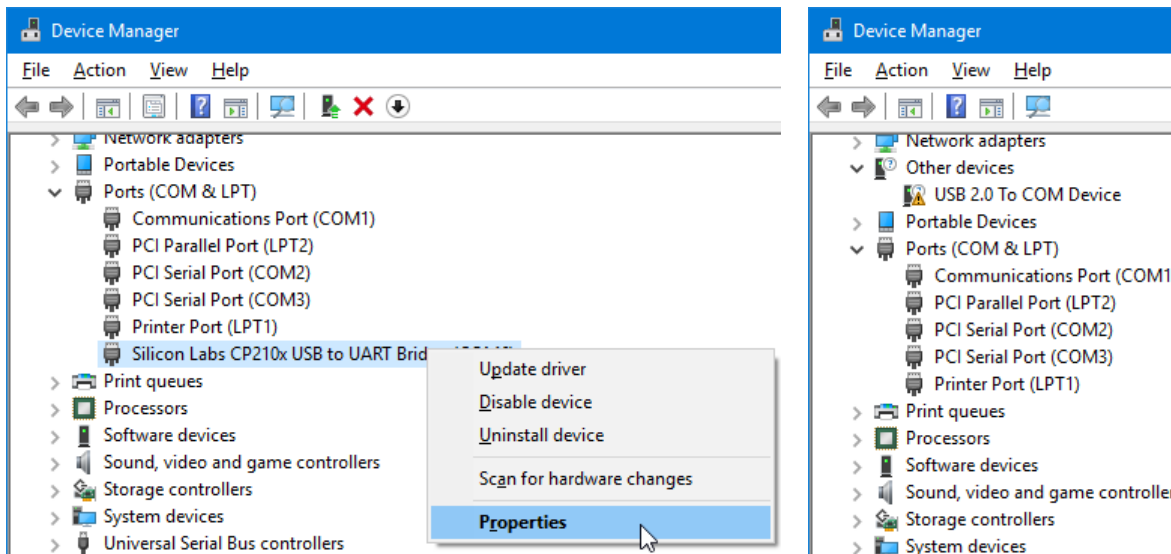 Device Manager
File Action View Help
Network adapters
Portable Devices
Ports (COM & LPT)
Communications Port (COM1)
PCI Parallel Port (LPT2)
PCI Serial Port (COM2)
PCI Serial Port (COM3)
Printer Port (LPT1)
Silicon Labs CP210x USB to UART
Print queues
Processors
Software devices
Sound, video and game controllers
Storage controllers
System devices
Universal Serial Bus controllers
Update driver
Disable device
Uninstall device
Scan for hardware changes
Properties
Device Manager
File Action View Help
Network adapters
Other devices
USB 2.0 To COM Device
Portable Devices
Ports (COM & LPT)
Communications Port (COM1
PCI Parallel Port (LPT2)
PCI Serial Port (COM2)
PCI Serial Port (COM3)
Printer Port (LPT1)
Print queues
Processors
Software devices
Sound, video and game controlle
Storage controllers
System devices